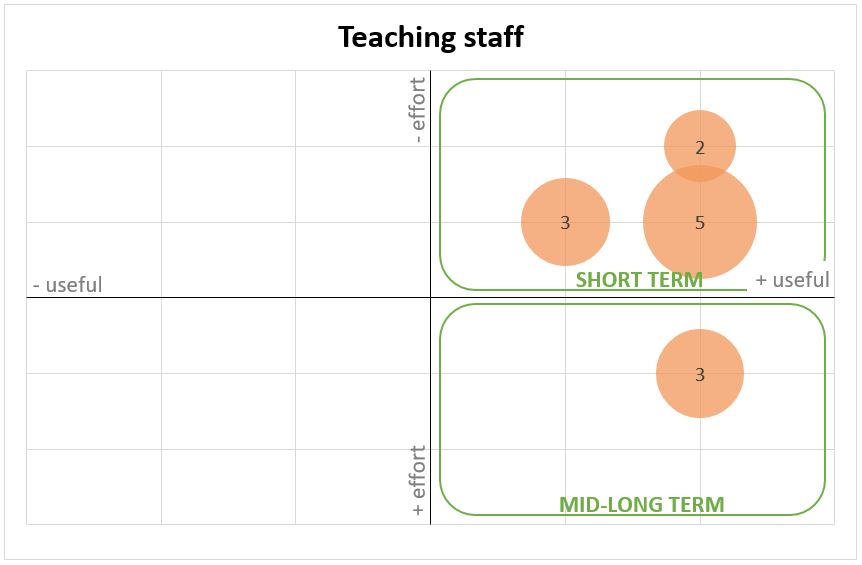 Teaching staff
- effort
2
3
5
- useful
SHORT TERM
+ useful
3
+ effort
MID-LONG TERM